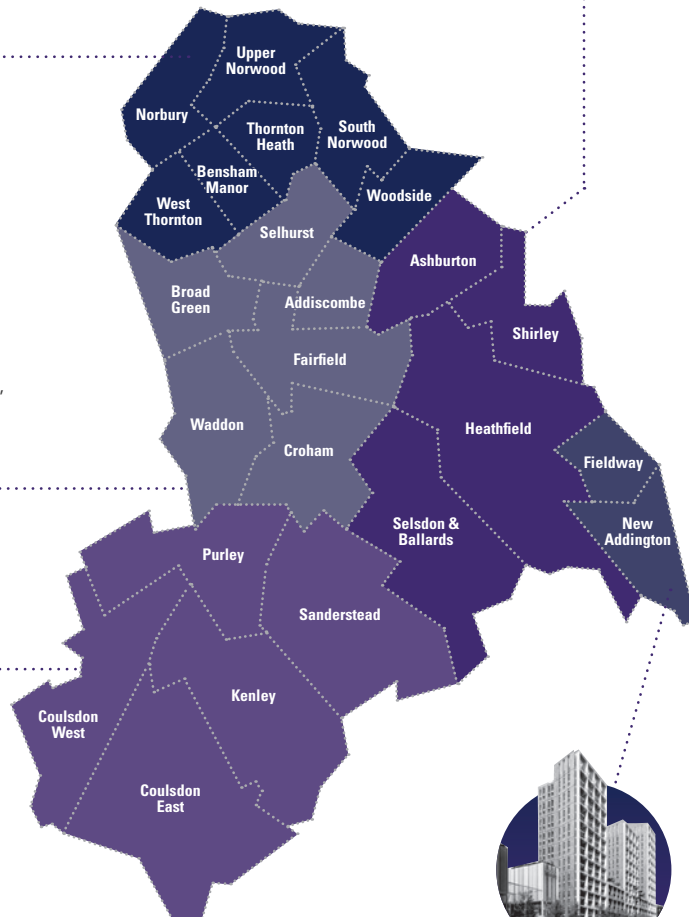 Upper
Norwood
Norbury
Thornton
Heath
South
Norwood
Bensham
Manor
West
Thornton
Woodside
Selhurst
Ashburton
Broad
Green
Addiscombe
Shirley
Fairfield
,
Waddon
Heathfield
Croham
Fieldway
Selsdon &
Ballards
New
Addington
Purley
Sanderstead
Kenley
Coulsdon
West
Coulsdon
East